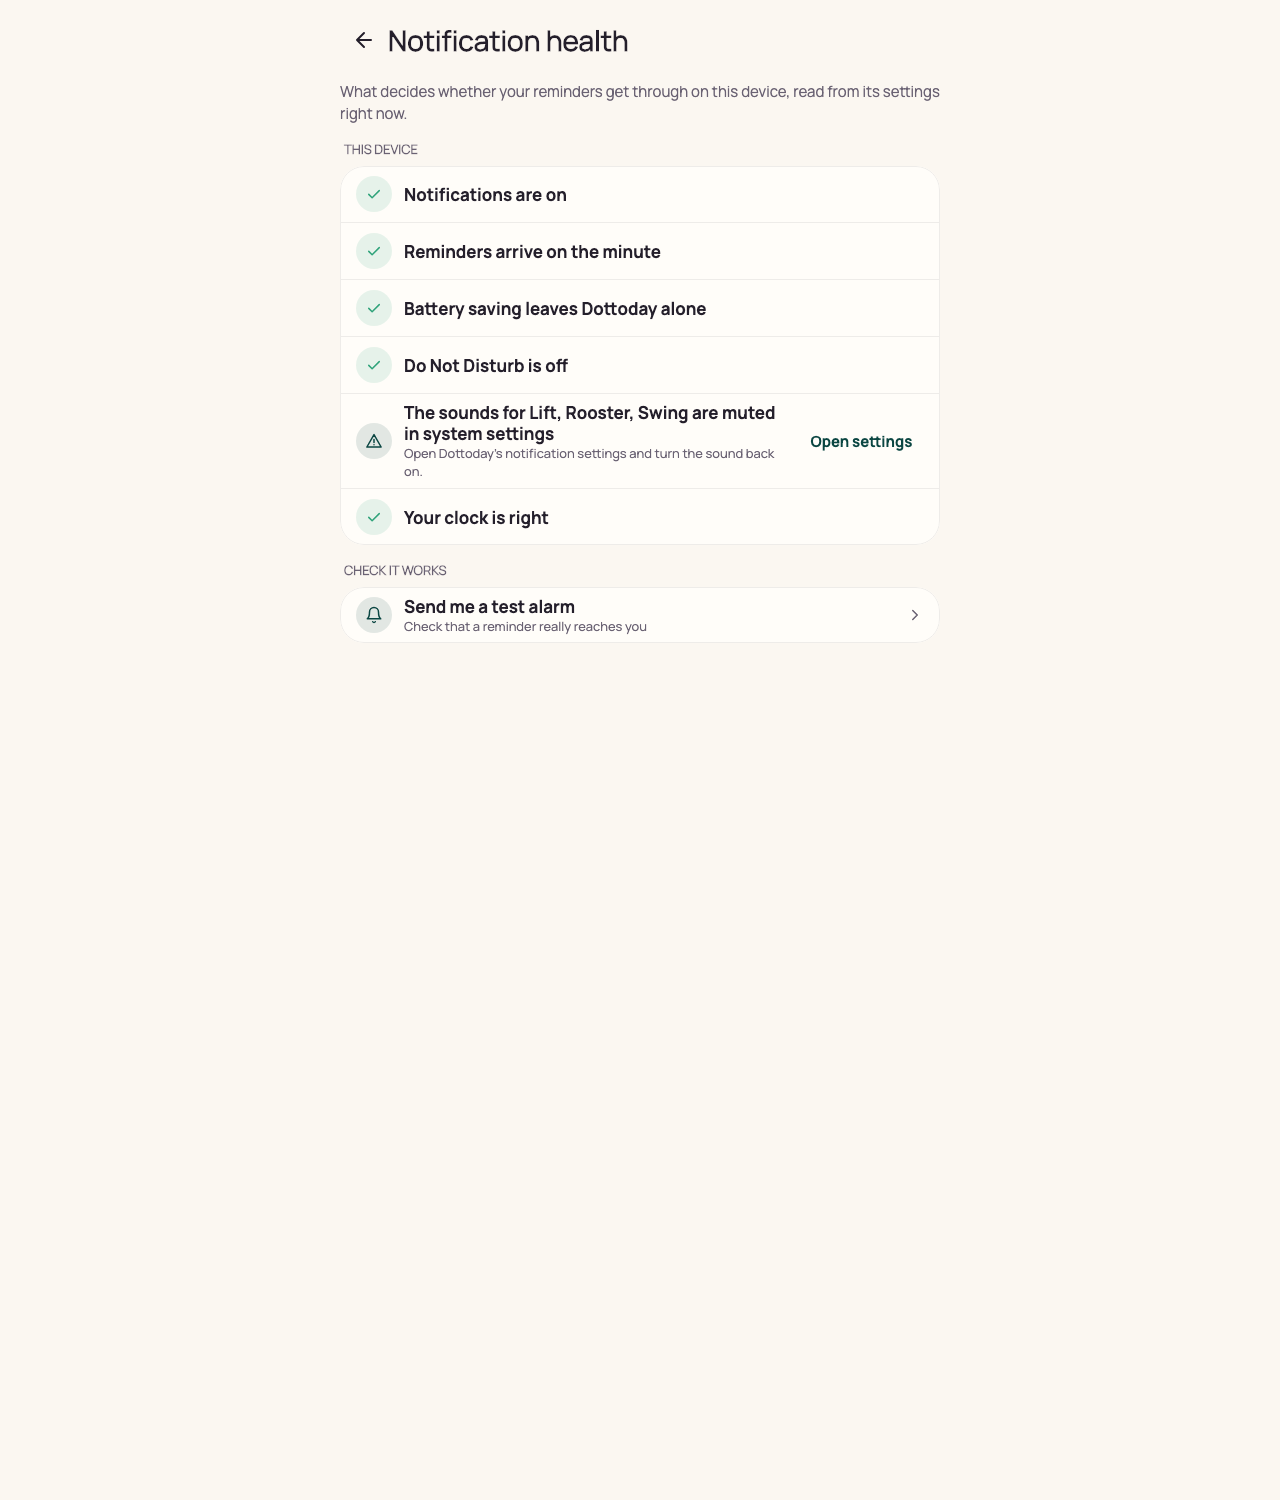 Notification health
What decides whether your reminders get through on this device, read from its settings
right now.
THIS DEVICE
Notifications are on
Reminders arrive on the minute
Battery saving leaves Dottoday alone
Do Not Disturb is off
The sounds for Lift, Rooster, Swing are muted
in system settings
Open Dottoday's notification settings and turn the sound back
on.
Open settings
Your clock is right
CHECK IT WORKS
Send me a test alarm
Check that a reminder really reaches you